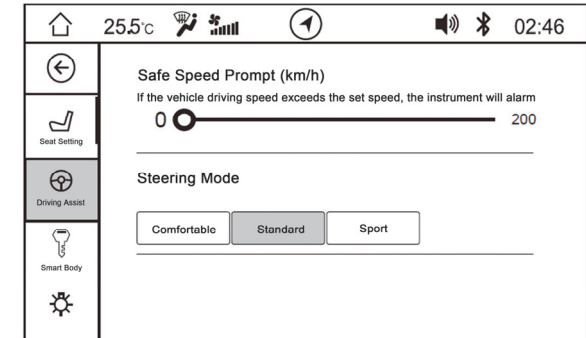 25.5°c
02:46
Safe Speed Prompt (km/h)
If the vehicle driving speed exceeds the set speed, the instrument will alarm
0
200
Seat Setting
Steering Mode
Driving Assist
Comfortable
Standard
Sport
Smart Body